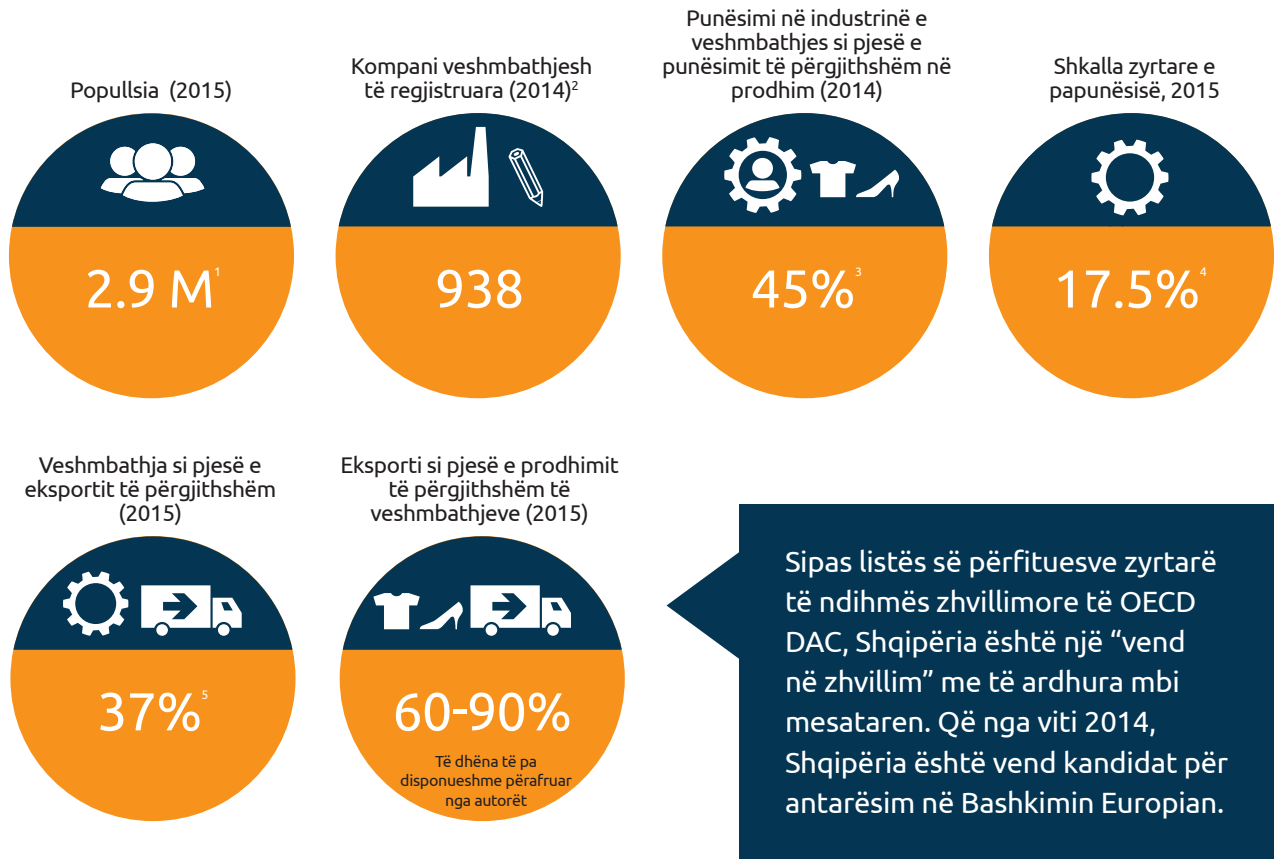 Popullsia (2015)
2.9 M¹
Kompani veshmbathjesh
të regjistruara (2014)²
938
Punësimi në industrinë e
veshmbathjes si pjesë e
punësimit të përgjithshëm në
prodhim (2014)
45%³
Shkalla zyrtare e
papunësisë, 2015
17.5%⁴
Veshmbathja si pjesë e
eksportit të përgjithshëm
(2015)
37%⁵
Eksporti si pjesë e prodhimit
të përgjithshëm të
veshmbathjeve (2015)
60-90%
Të dhëna të pa
disponueshme përafruar
nga autorët
Sipas listës së përfituesve zyrtarë
të ndihmës zhvillimore të OECD
DAC, Shqipëria është një “vend
në zhvillim” me të ardhura mbi
mesataren. Që nga viti 2014,
Shqipëria është vend kandidat për
antarësim në Bashkimin Europian.